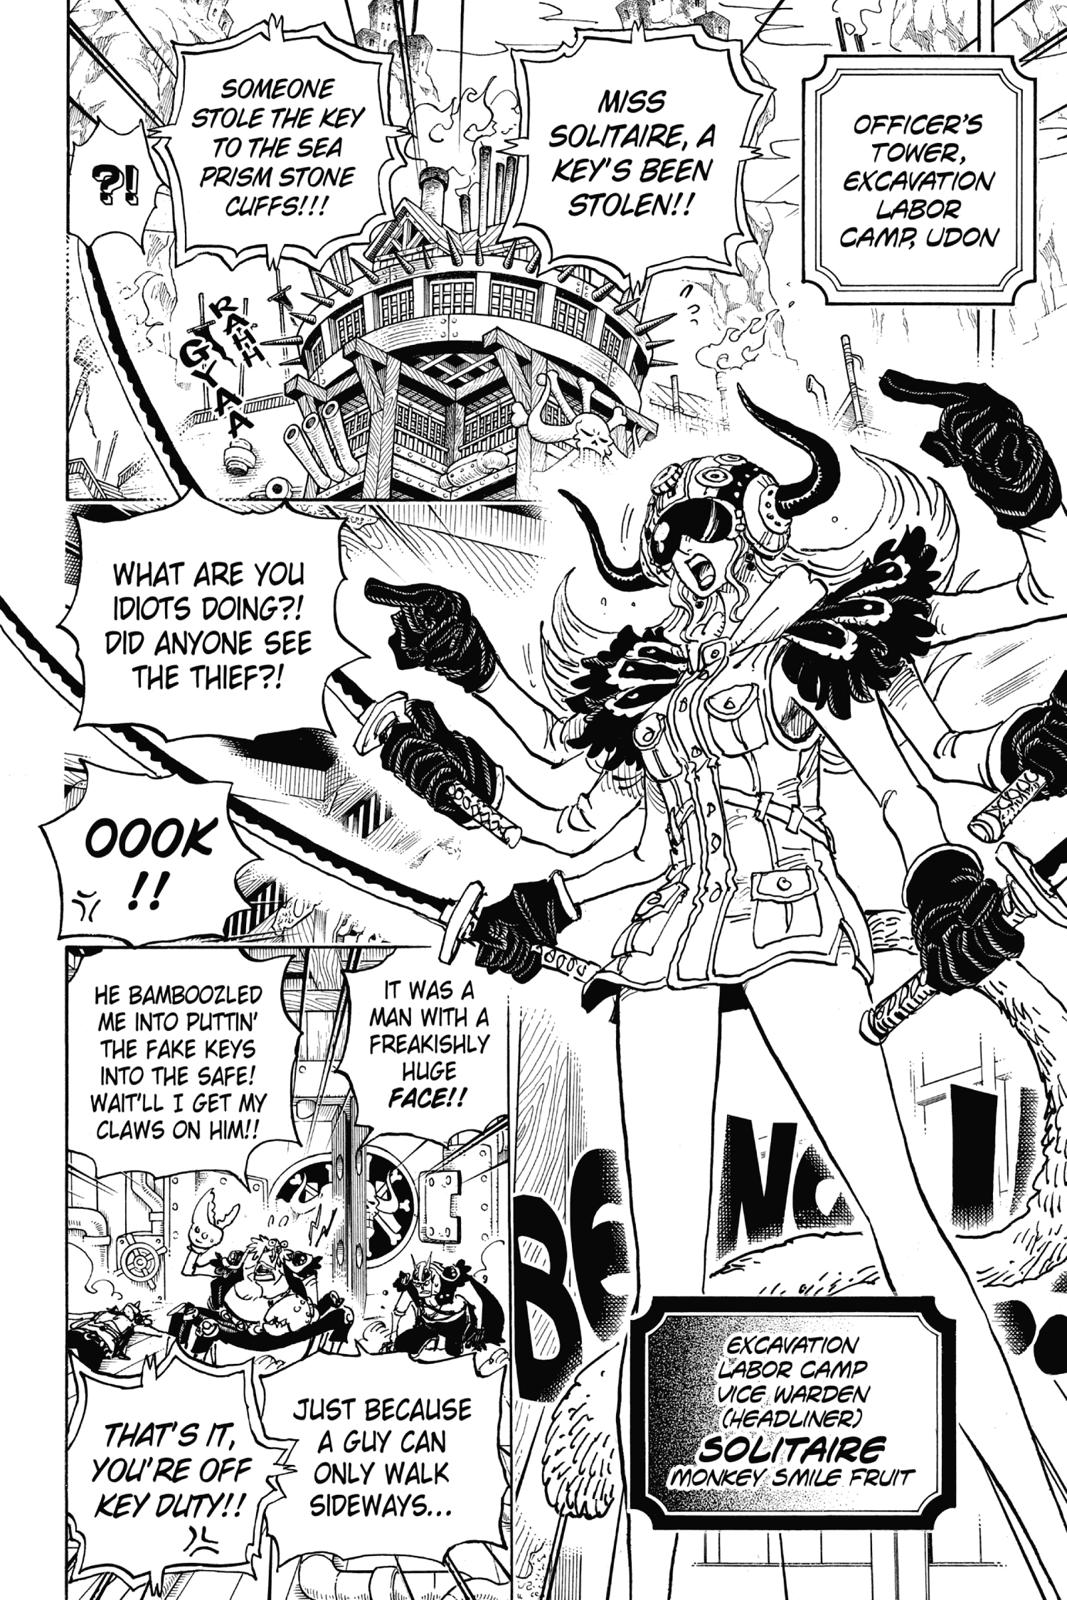 OFFICER'S
TOWER,
EXCAVATION
LABOR
CAMP, UDON
MISS
SOLITAIRE, A
KEY'S BEEN
STOLEN!!
SOMEONE
STOLE THE KEY
TO THE SEA
PRISM STONE
CUFFS!!!
?!
RAHH
GYAAA
WHAT ARE YOU
IDIOTS DOING?!
DID ANYONE SEE
THE THIEF?!
OOOK
!!
EXCAVATION
LABOR CAMP
VICE WARDEN
(HEADLINER)
SOLITAIRE
MONKEY SMILE FRUIT
IT WAS A
MAN WITH A
FREAKISHLY
HUGE
FACE!!
HE BAMBOOZLED
ME INTO PUTTIN'
THE FAKE KEYS
INTO THE SAFE!
WAIT'LL I GET MY
CLAWS ON HIM!!
JUST BECAUSE
A GUY CAN
ONLY WALK
SIDEWAYS...
THAT'S IT,
YOU'RE OFF
KEY DUTY!!